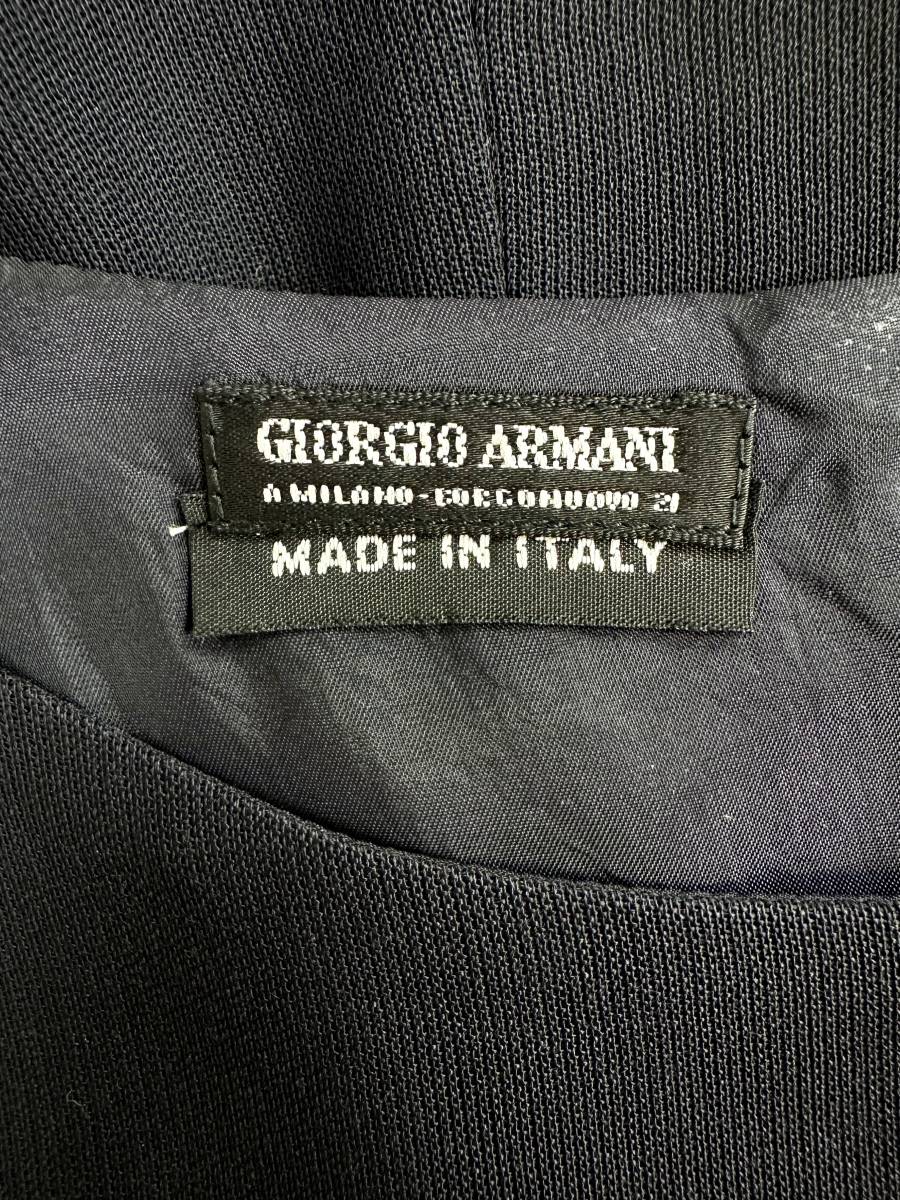 GIORGIO ARMANI
A MILANO - BORGONUOVO 21
MADE IN ITALY